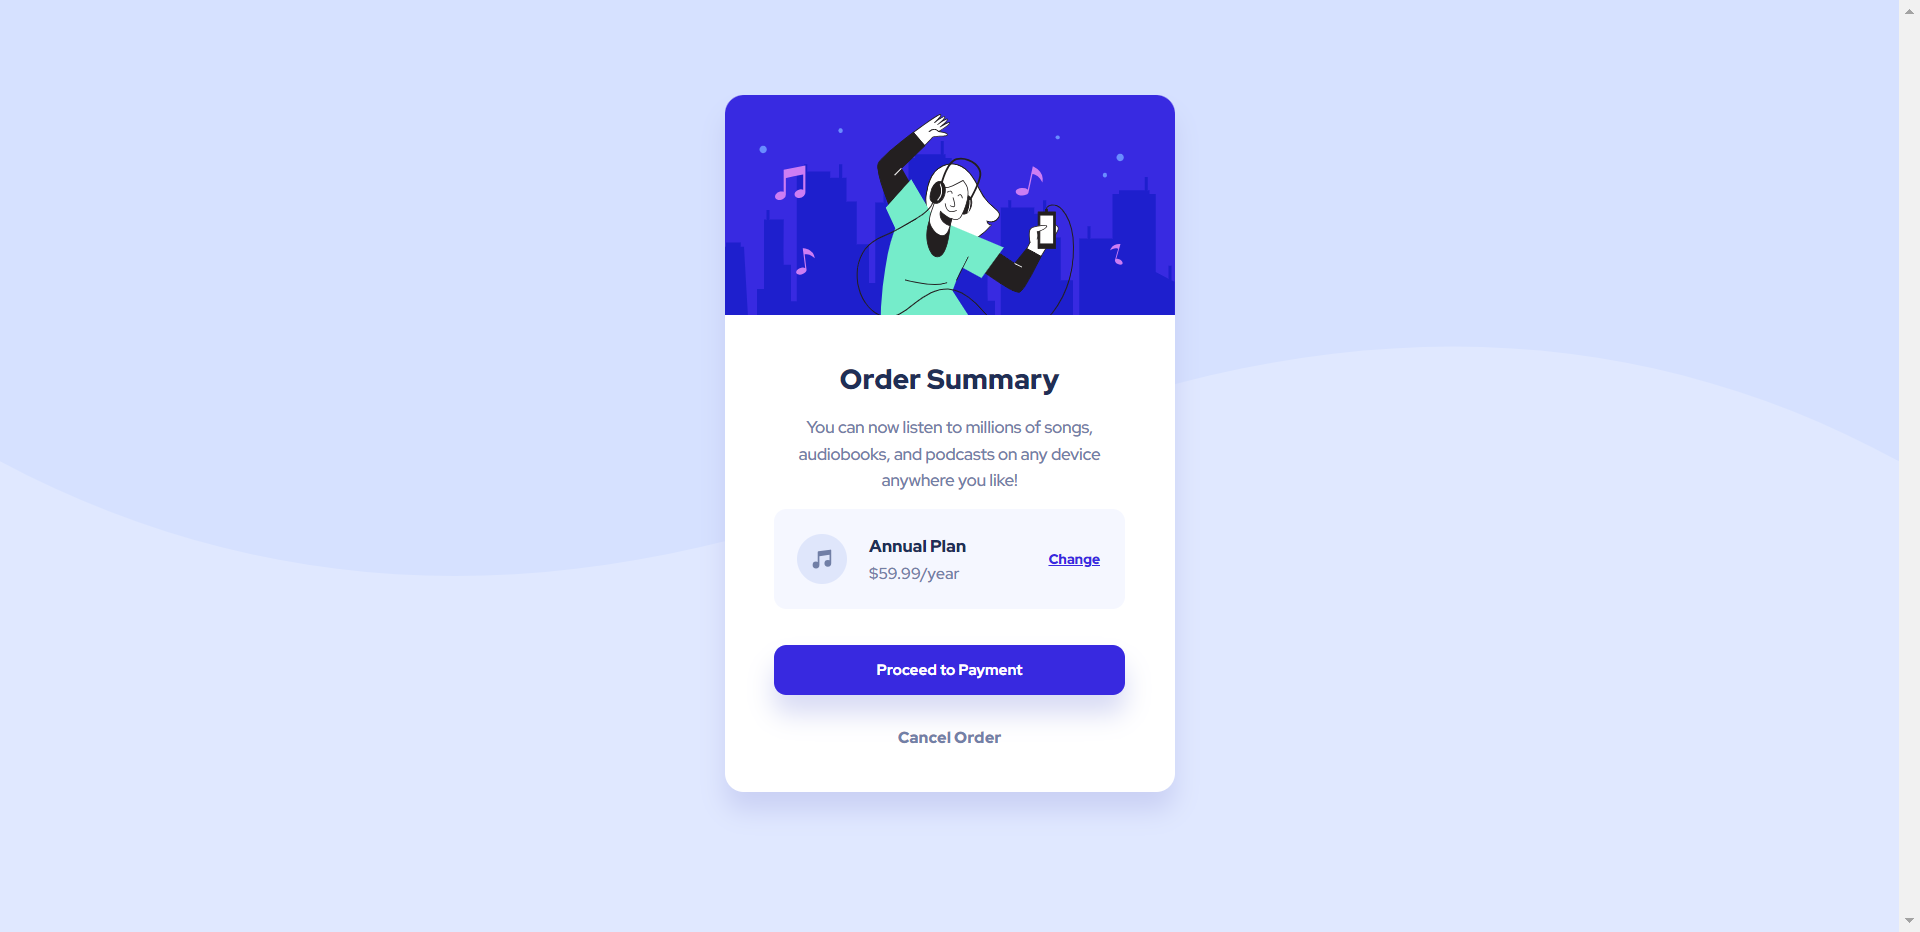 Order Summary
You can now listen to millions of songs,
audiobooks, and podcasts on any device
anywhere you like!
Annual Plan
$59.99/year
Change
Proceed to Payment
Cancel Order